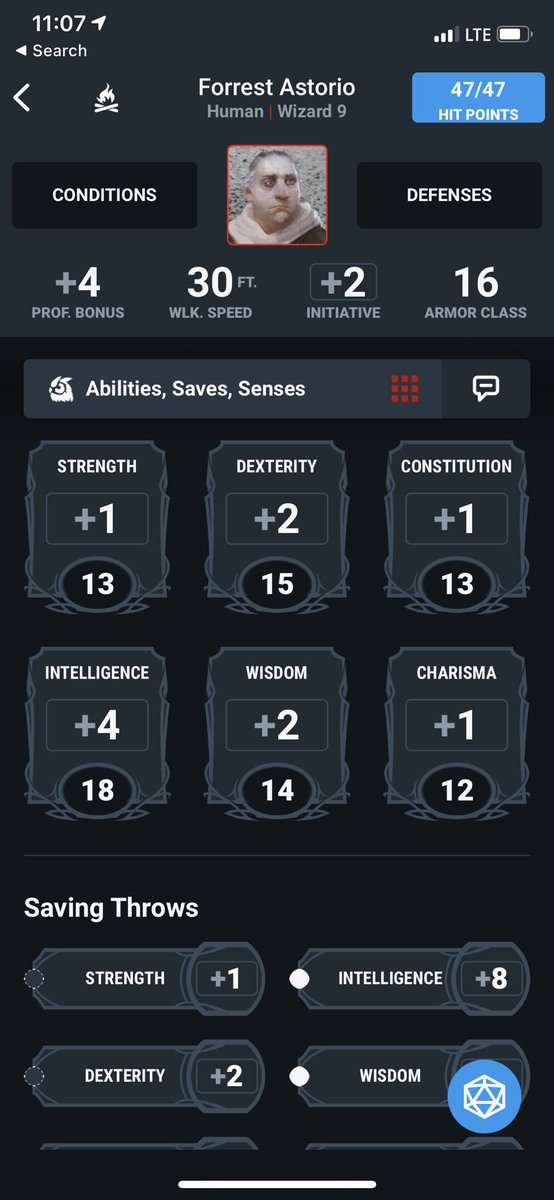 11:07
LTE
◀ Search
Forrest Astorio
Human | Wizard 9
47/47
HIT POINTS
CONDITIONS
DEFENSES
+4
PROF. BONUS
30 FT.
WLK. SPEED
+2
INITIATIVE
16
ARMOR CLASS
Abilities, Saves, Senses
STRENGTH
+1
13
DEXTERITY
+2
15
CONSTITUTION
+1
13
INTELLIGENCE
+4
18
WISDOM
+2
14
CHARISMA
+1
12
Saving Throws
STRENGTH +1
INTELLIGENCE +8
DEXTERITY +2
WISDOM